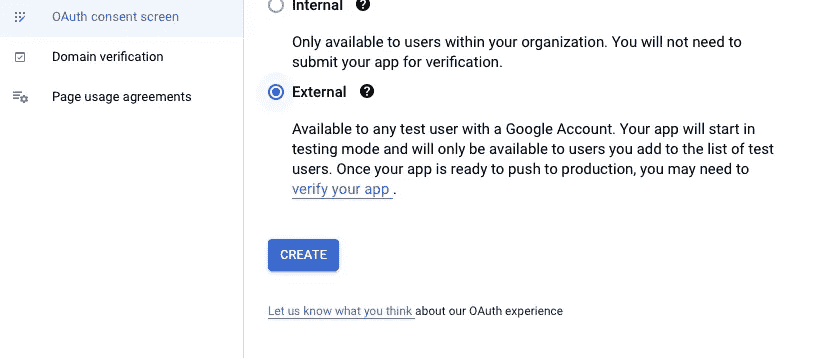 OAuth consent screen
Domain verification
Page usage agreements
Internal
Only available to users within your organization. You will not need to
submit your app for verification.
External
Available to any test user with a Google Account. Your app will start in
testing mode and will only be available to users you add to the list of test
users. Once your app is ready to push to production, you may need to
verify your app .
CREATE
Let us know what you think about our OAuth experience